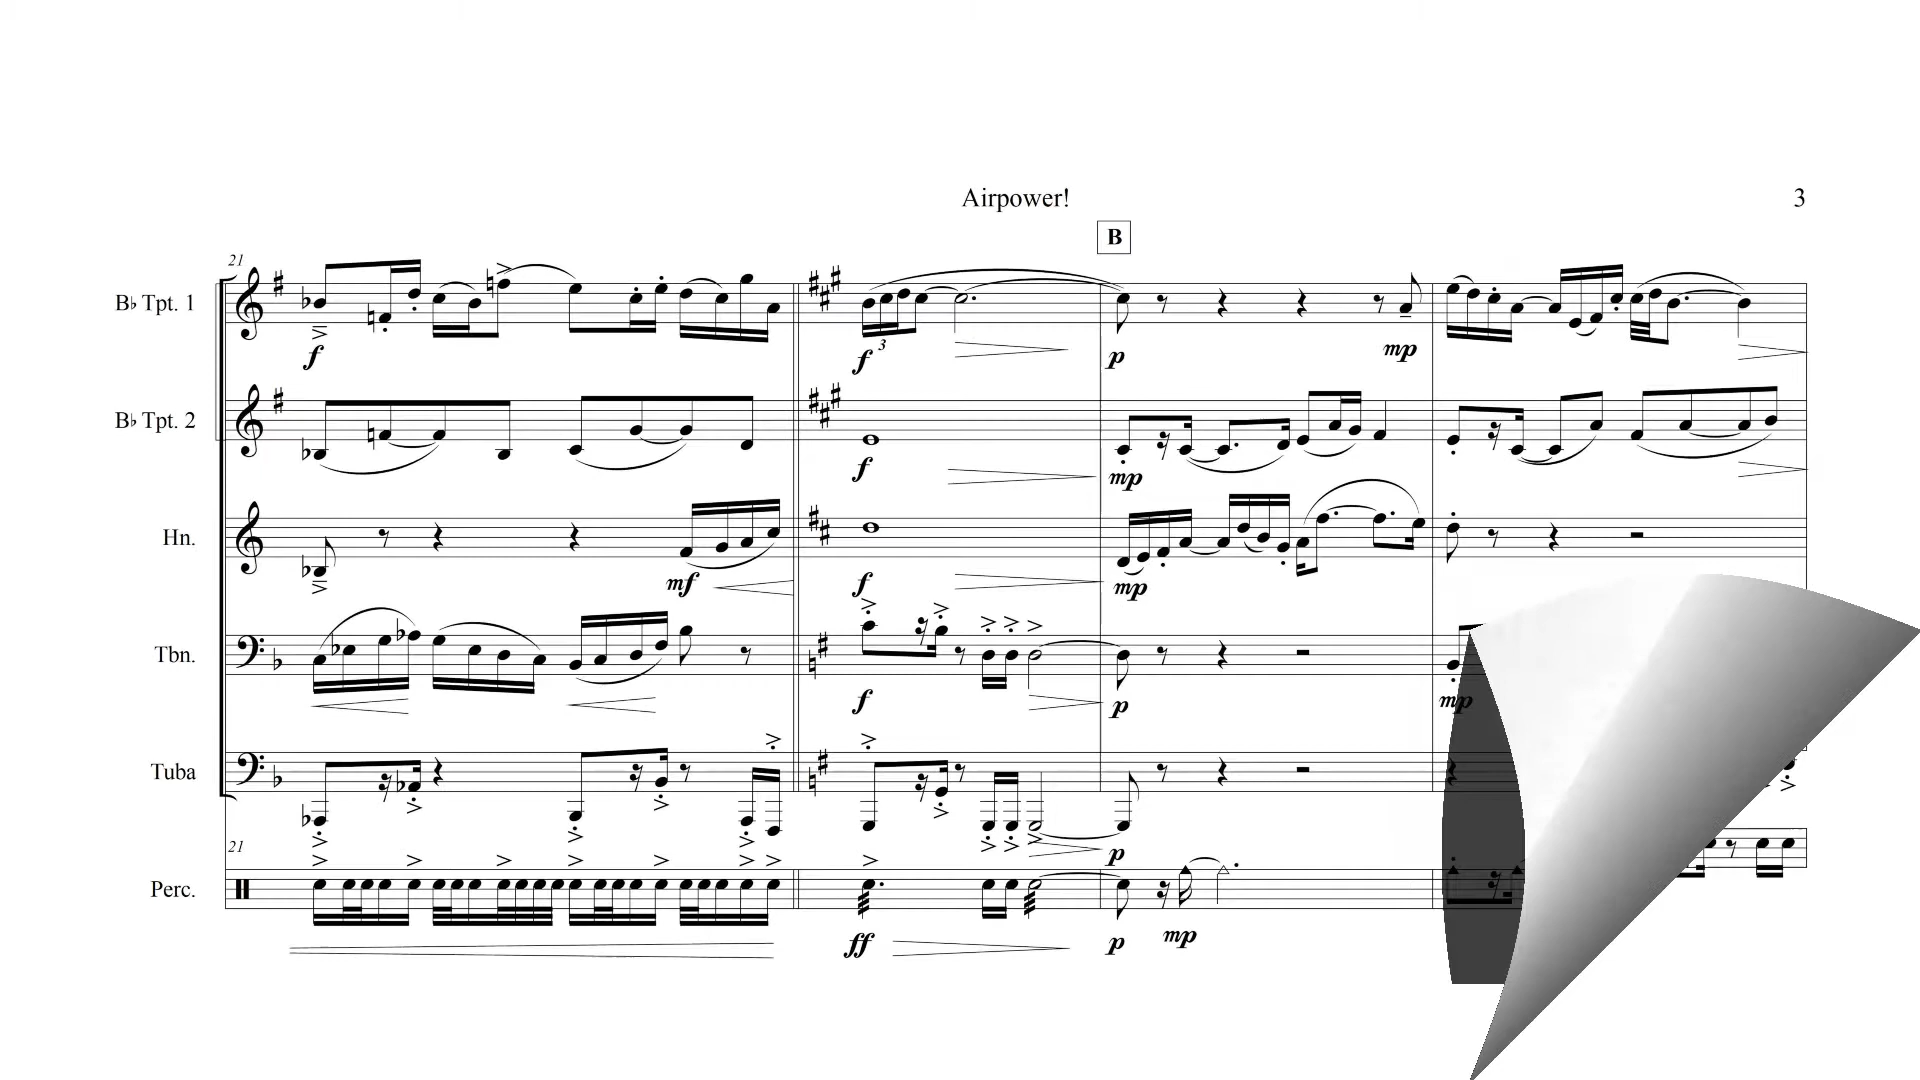 Airpower! 3
B
21
B♭ Tpt. 1
f f 3 p mp
B♭ Tpt. 2
f mp
Hn.
mf f mp
Tbn.
f p mp
Tuba
p
21
Perc.
ff p mp